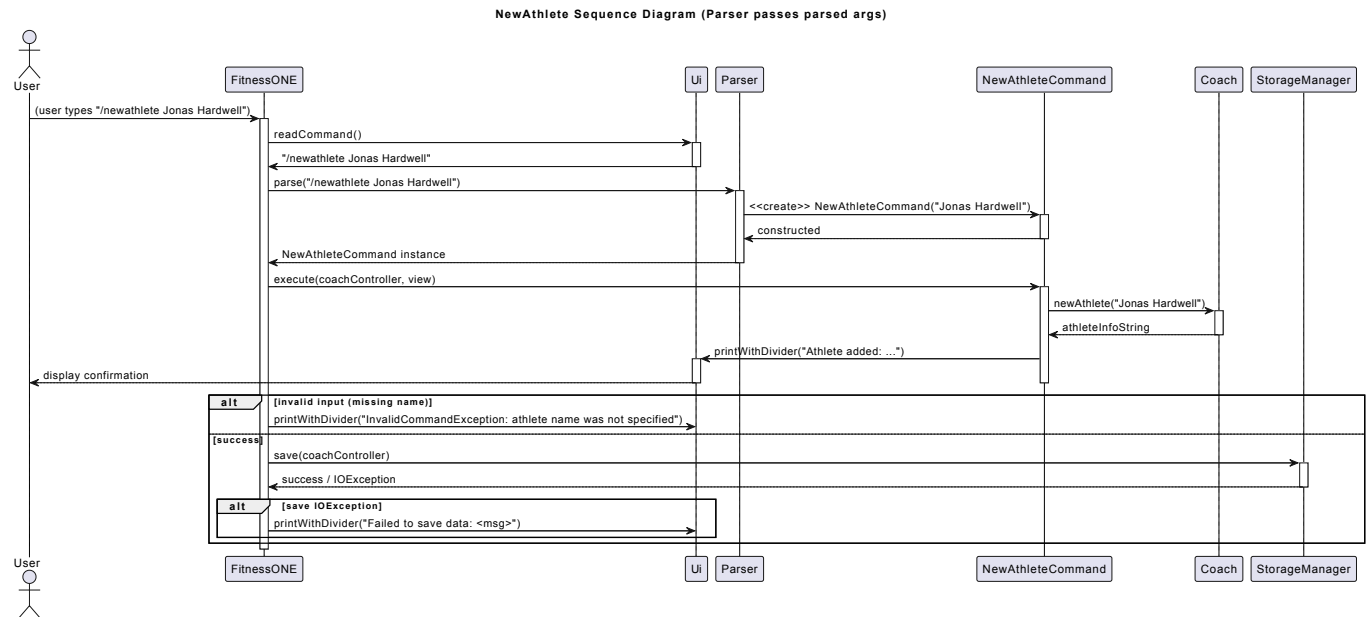 NewAthlete Sequence Diagram (Parser passes parsed args)
User
FitnessONE
Ui
Parser
NewAthleteCommand
Coach
StorageManager
(user types "/newathlete Jonas Hardwell")
readCommand()
"/newathlete Jonas Hardwell"
parse("/newathlete Jonas Hardwell")
<<create>> NewAthleteCommand("Jonas Hardwell")
constructed
NewAthleteCommand instance
execute(coachController, view)
newAthlete("Jonas Hardwell")
athleteInfoString
printWithDivider("Athlete added: ...")
display confirmation
alt
[invalid input (missing name)]
printWithDivider("InvalidCommandException: athlete name was not specified")
[success]
save(coachController)
success / IOException
alt
[save IOException]
printWithDivider("Failed to save data: <msg>")
User
FitnessONE
Ui
Parser
NewAthleteCommand
Coach
StorageManager